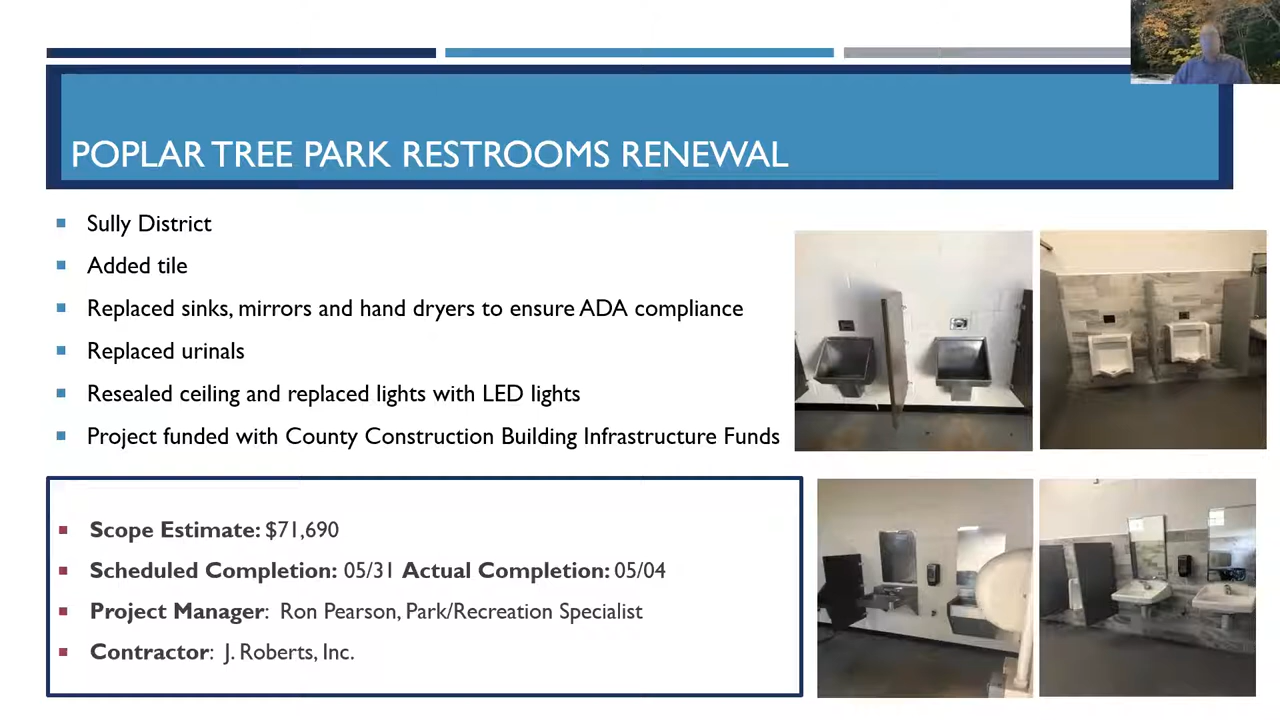 POPLAR TREE PARK RESTROOMS RENEWAL
Sully District
Added tile
Replaced sinks, mirrors and hand dryers to ensure ADA compliance
Replaced urinals
Resealed ceiling and replaced lights with LED lights
Project funded with County Construction Building Infrastructure Funds
Scope Estimate: $71,690
Scheduled Completion: 05/31 Actual Completion: 05/04
Project Manager: Ron Pearson, Park/Recreation Specialist
Contractor: J. Roberts, Inc.